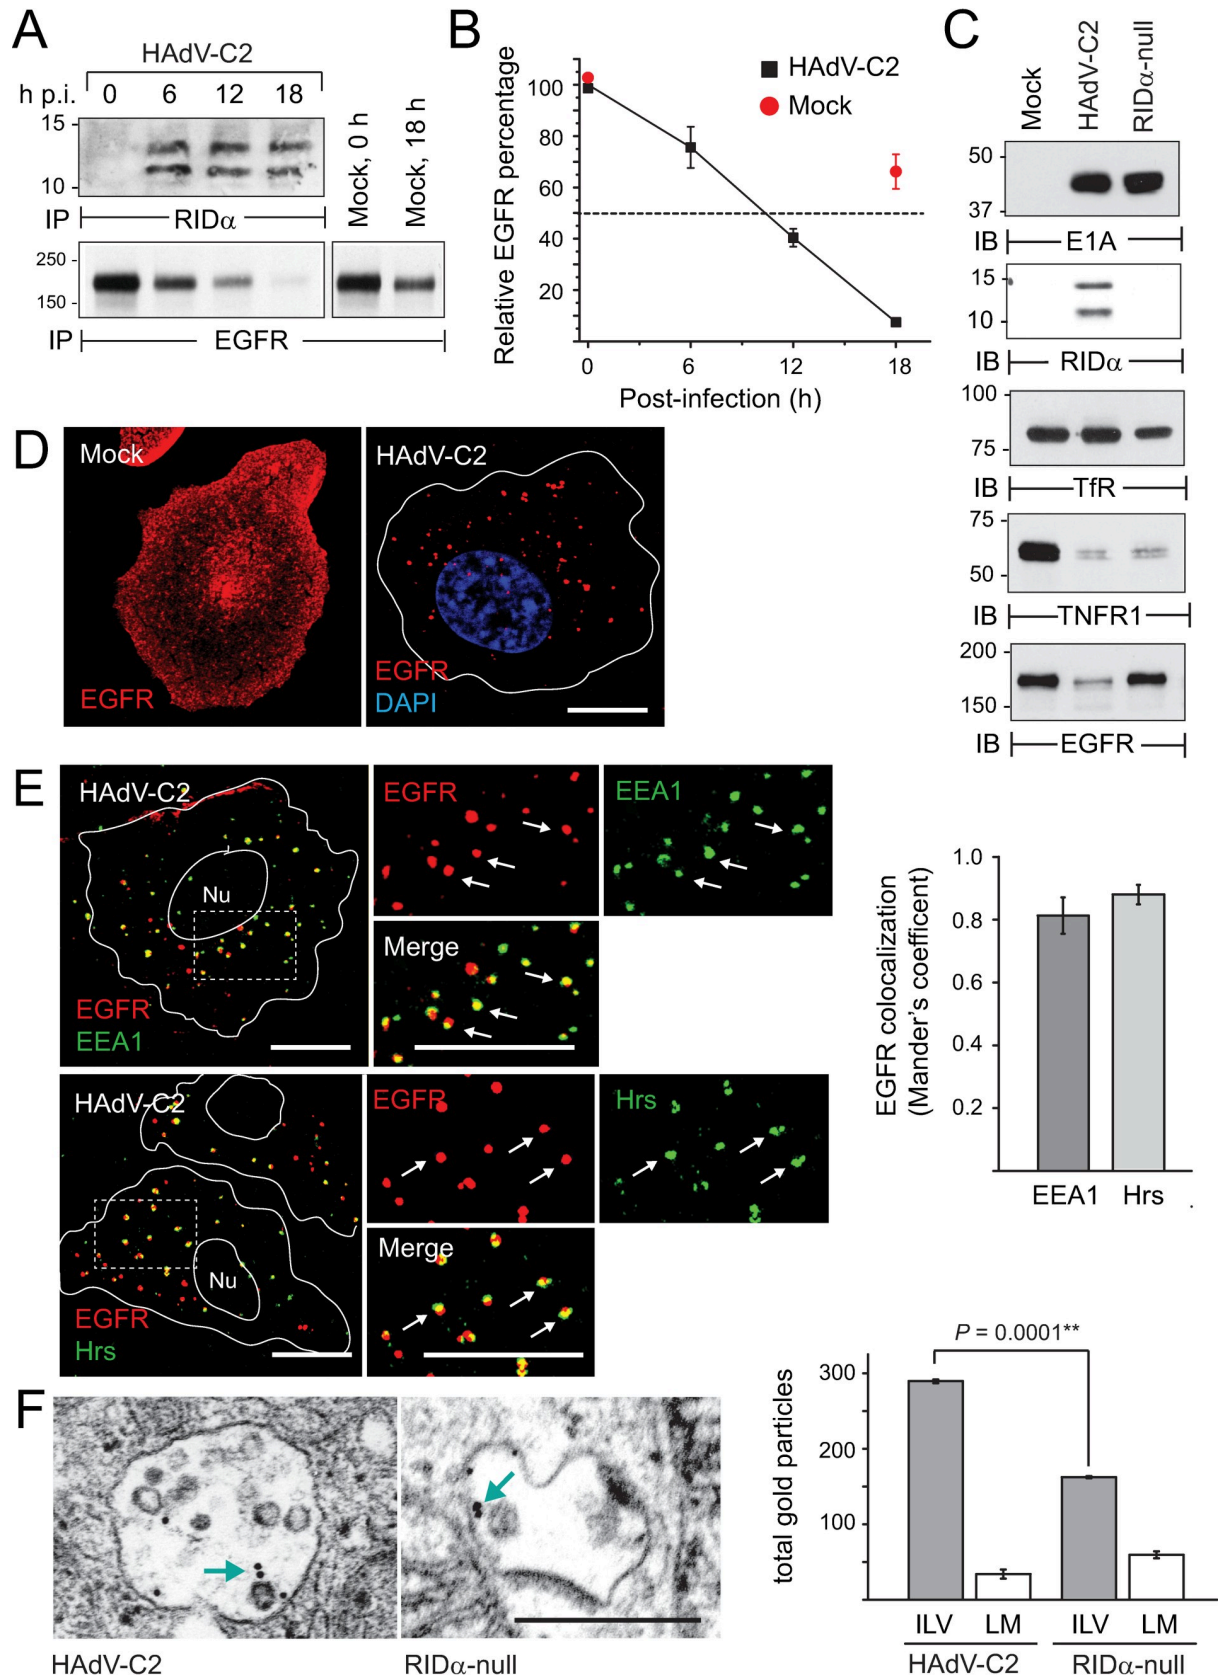 A
HAdV-C2
h p.i. 0 6 12 18
15
10
IP RIDα
Mock, 0 h
Mock, 18 h
250 -
150 -
IP EGFR
B
Relative EGFR percentage
100
80
60
40
20
0 6 12 18
Post-infection (h)
HAdV-C2
Mock
C
Mock
HAdV-C2
RIDα-null
50
37
IB E1A
15
10
IB RIDα
100
75
IB TfR
75
50
IB TNFR1
200
150
IB EGFR
D
Mock
EGFR
HAdV-C2
EGFR
DAPI
E
HAdV-C2
Nu
EGFR
EEA1
EGFR
EEA1
Merge
HAdV-C2
Nu
EGFR
Hrs
EGFR
Hrs
Merge
EGFR colocalization
(Mander's coefficent)
1.0
0.8
0.6
0.4
0.2
EEA1 Hrs
F
HAdV-C2
RIDα-null
P = 0.0001**
total gold particles
300
200
100
ILV LM ILV LM
HAdV-C2 RIDα-null